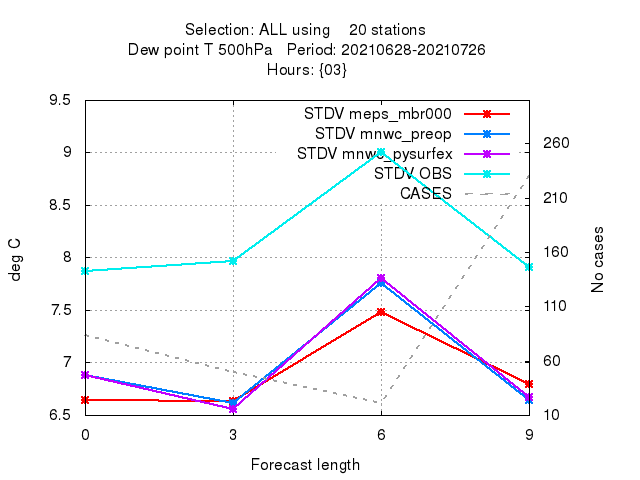 Selection: ALL using    20 stations
Dew point T 500hPa   Period: 20210628-20210726
Hours: {03}
9.5
9
8.5
8
7.5
7
6.5
deg C
STDV meps_mbr000
STDV mnwc_preop
STDV mnwc_pysurfex
STDV OBS
CASES
260
210
160
110
60
10
No cases
0 3 6 9
Forecast length